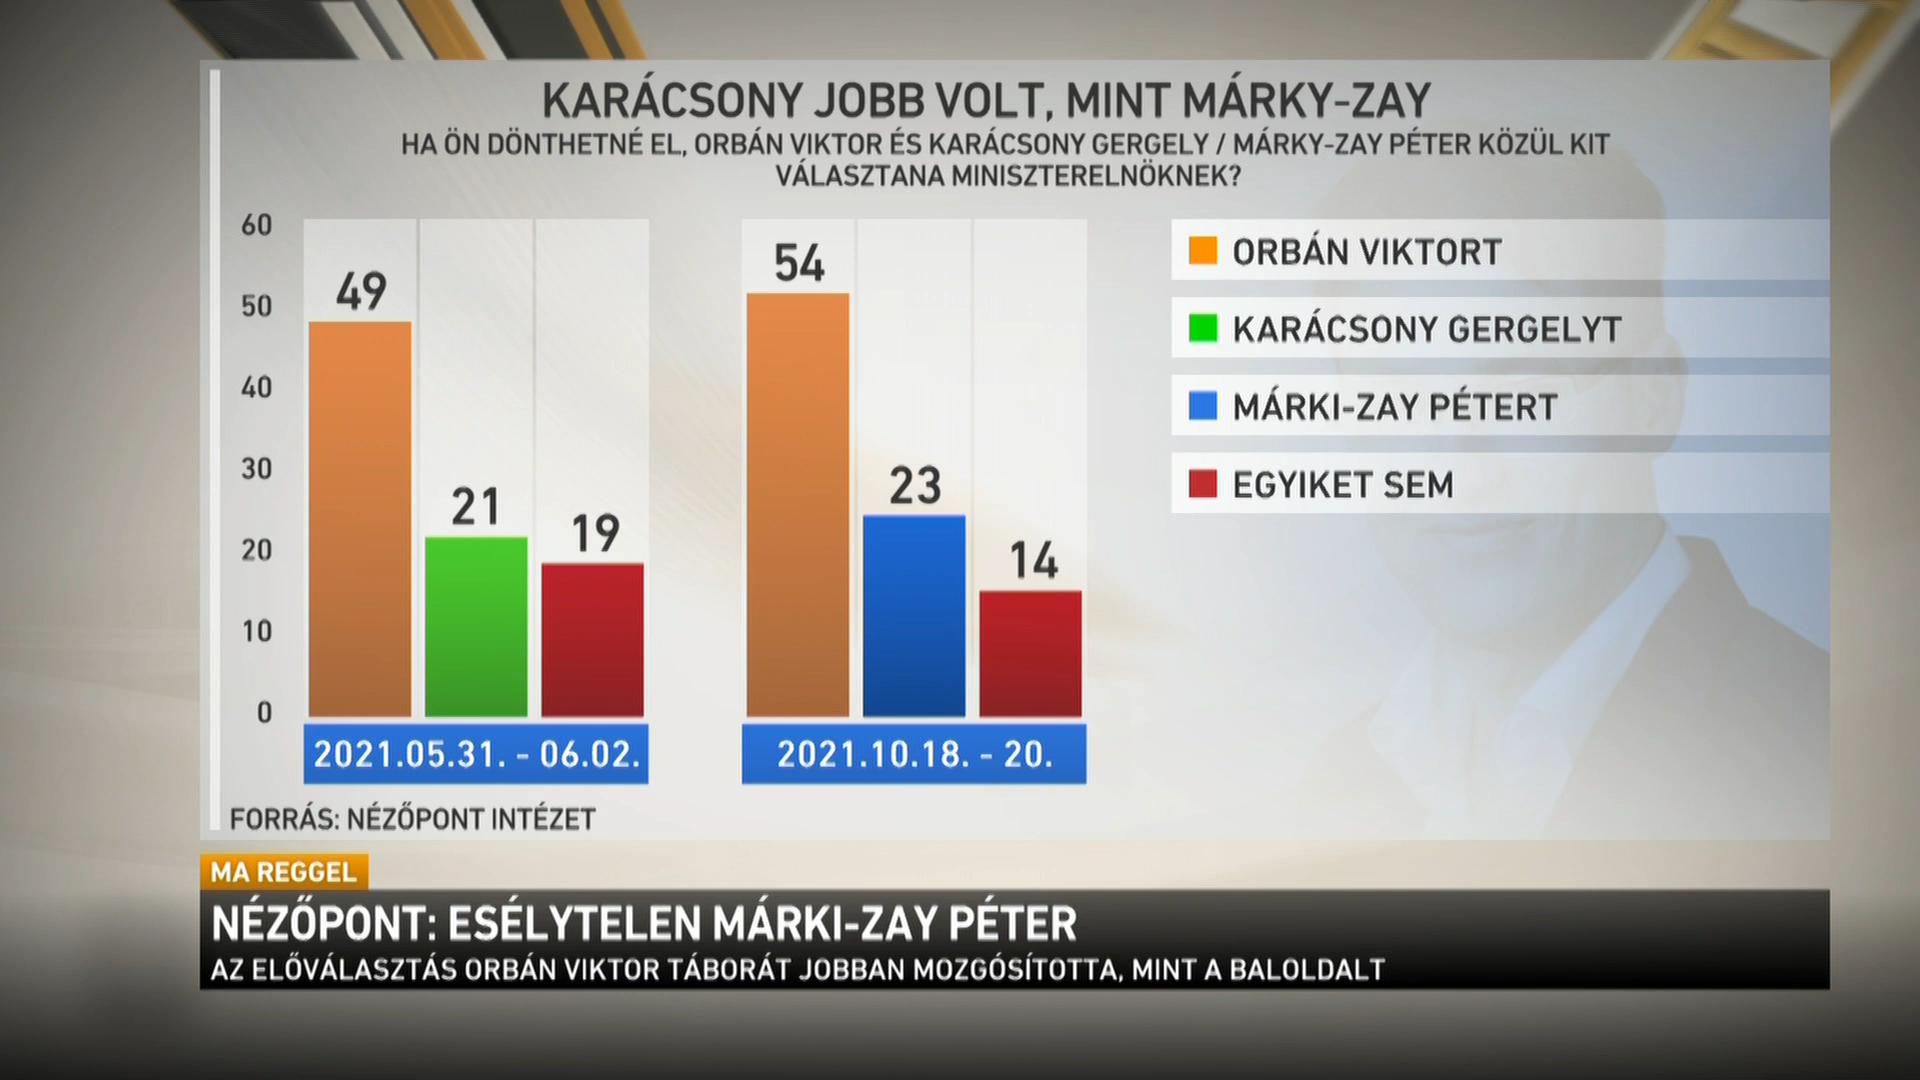 KARÁCSONY JOBB VOLT, MINT MÁRKY-ZAY
HA ÖN DÖNTHETNÉ EL, ORBÁN VIKTOR ÉS KARÁCSONY GERGELY / MÁRKY-ZAY PÉTER KÖZÜL KIT
VÁLASZTANA MINISZTERELNÖKNEK?
60
50
40
30
20
10
0
49
21
19
54
23
14
2021.05.31. - 06.02.
2021.10.18. - 20.
ORBÁN VIKTORT
KARÁCSONY GERGELYT
MÁRKI-ZAY PÉTERT
EGYIKET SEM
FORRÁS: NÉZŐPONT INTÉZET
MA REGGEL
NÉZŐPONT: ESÉLYTELEN MÁRKI-ZAY PÉTER
AZ ELŐVÁLASZTÁS ORBÁN VIKTOR TÁBORÁT JOBBAN MOZGÓSÍTOTTA, MINT A BALOLDALT